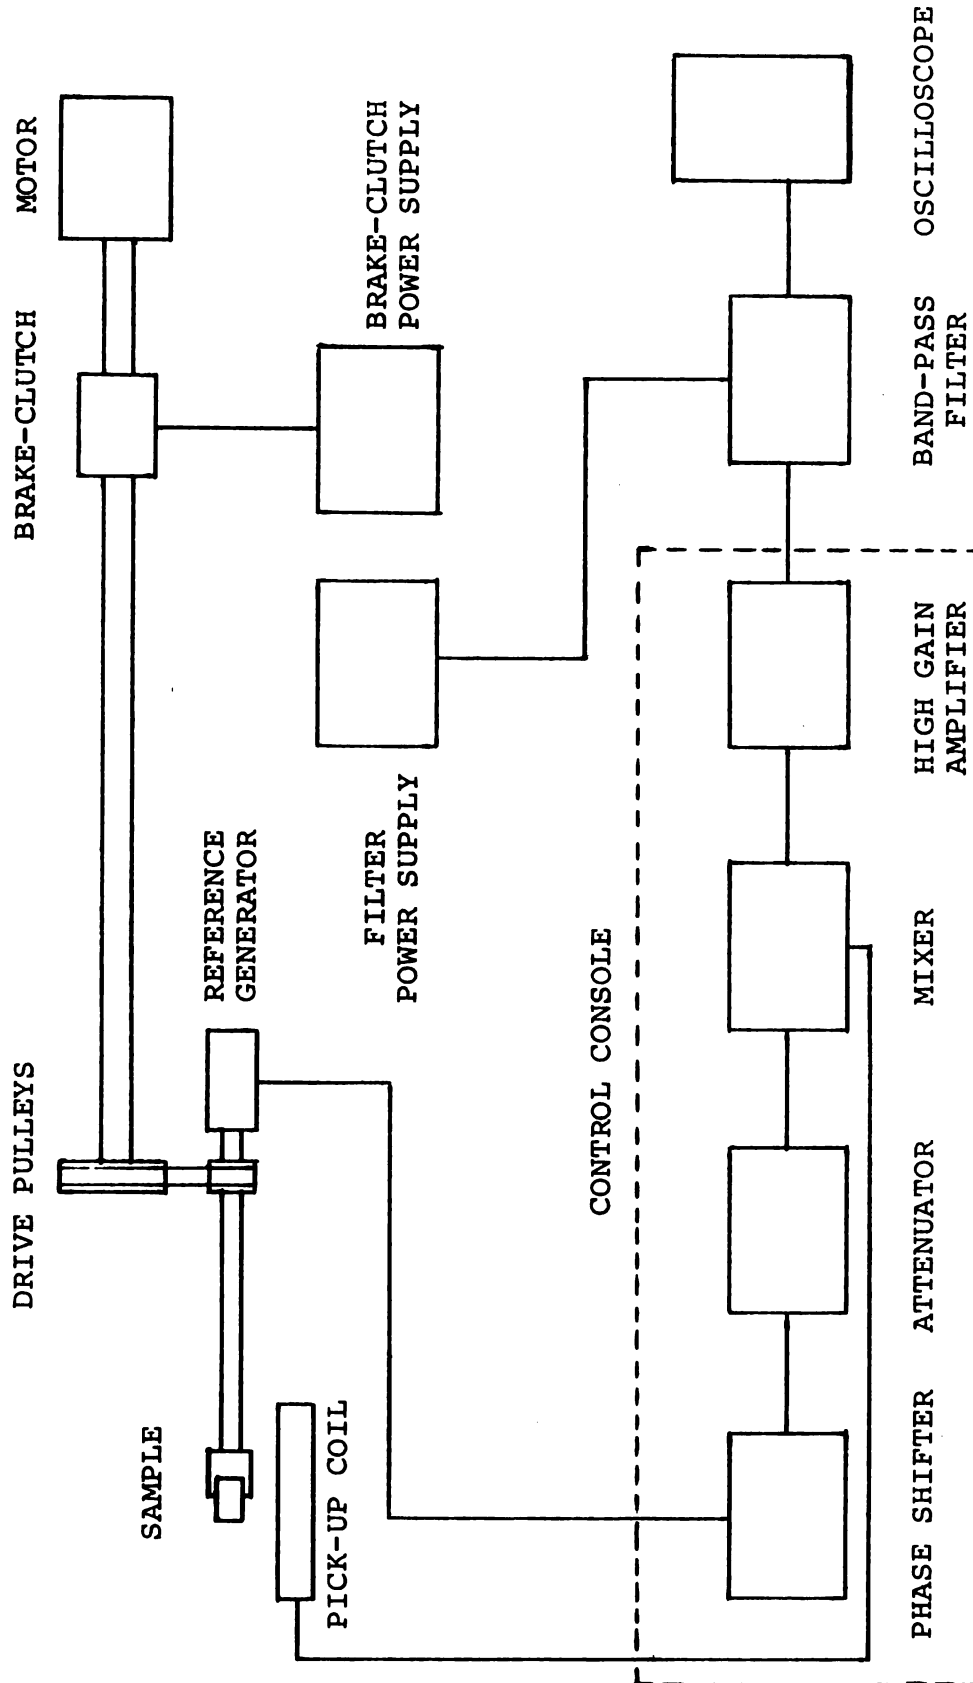 DRIVE PULLEYS
BRAKE-CLUTCH
MOTOR
SAMPLE
REFERENCE
GENERATOR
PICK-UP COIL
FILTER
POWER SUPPLY
BRAKE-CLUTCH
POWER SUPPLY
CONTROL CONSOLE
PHASE SHIFTER
ATTENUATOR
MIXER
HIGH GAIN
AMPLIFIER
BAND-PASS
FILTER
OSCILLOSCOPE